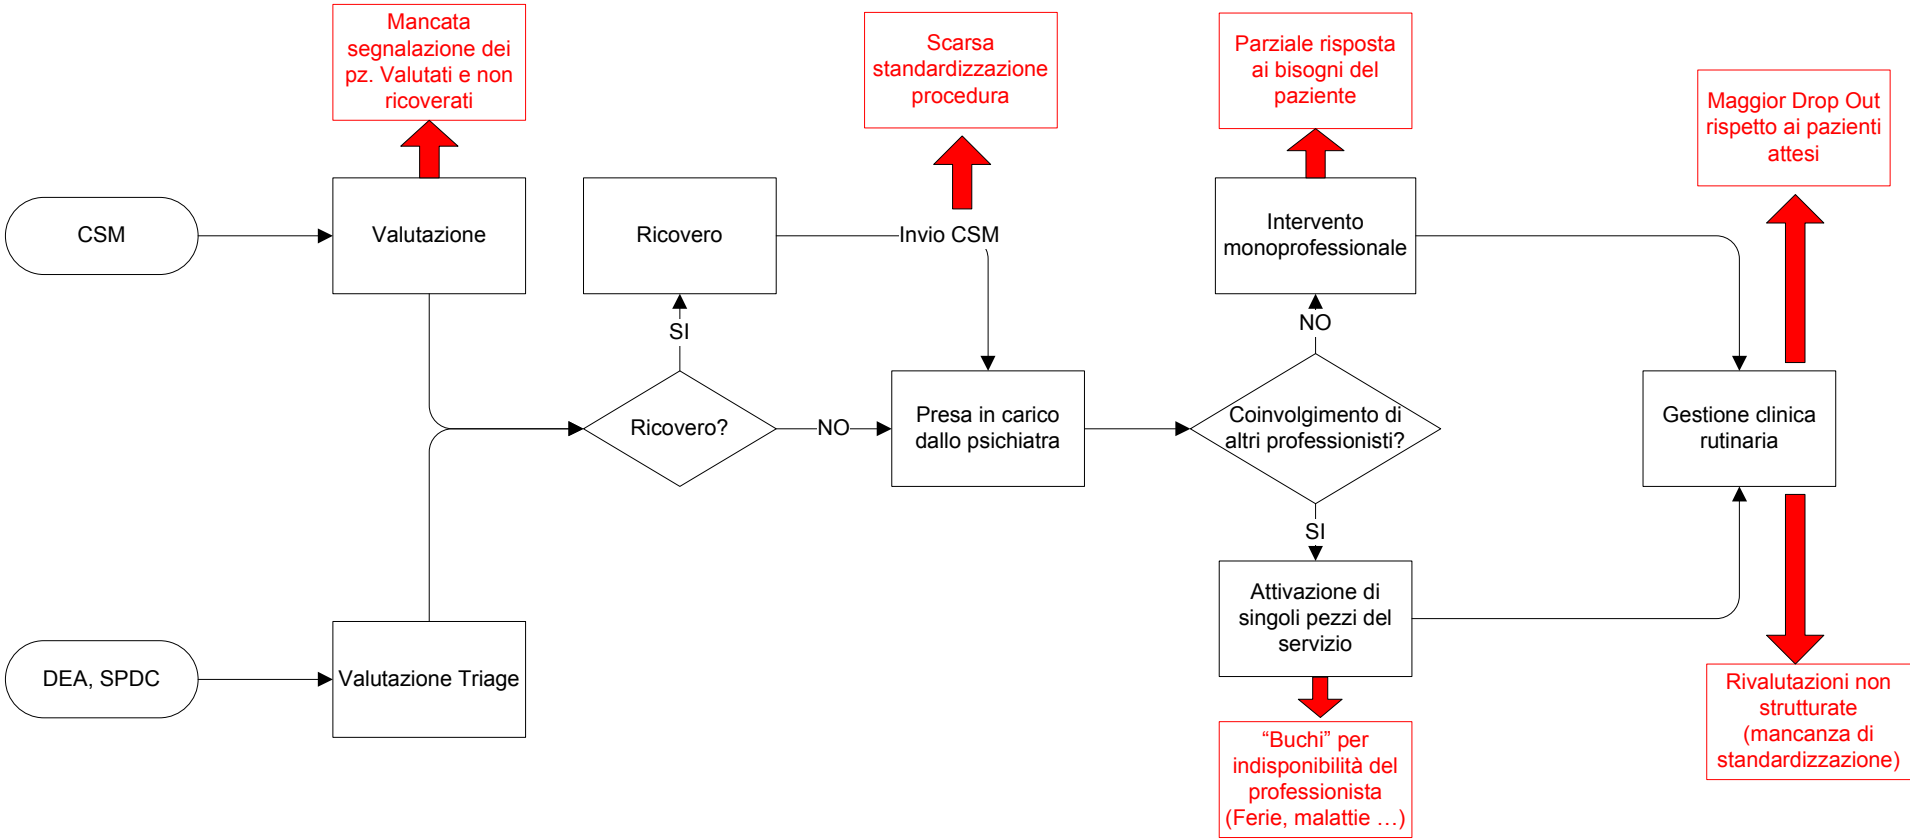 Mancata
segnalazione dei
pz. Valutati e non
ricoverati
Scarsa
standardizzazione
procedura
Parziale risposta
ai bisogni del
paziente
Maggior Drop Out
rispetto ai pazienti
attesi
CSM
Valutazione
Ricovero
Invio CSM
Intervento
monoprofessionale
SI
NO
Ricovero?
NO
Presa in carico
dallo psichiatra
Coinvolgimento di
altri professionisti?
Gestione clinica
rutinaria
SI
Attivazione di
singoli pezzi del
servizio
DEA, SPDC
Valutazione Triage
Rivalutazioni non
strutturate
(mancanza di
standardizzazione)
“Buchi” per
indisponibilità del
professionista
(Ferie, malattie …)